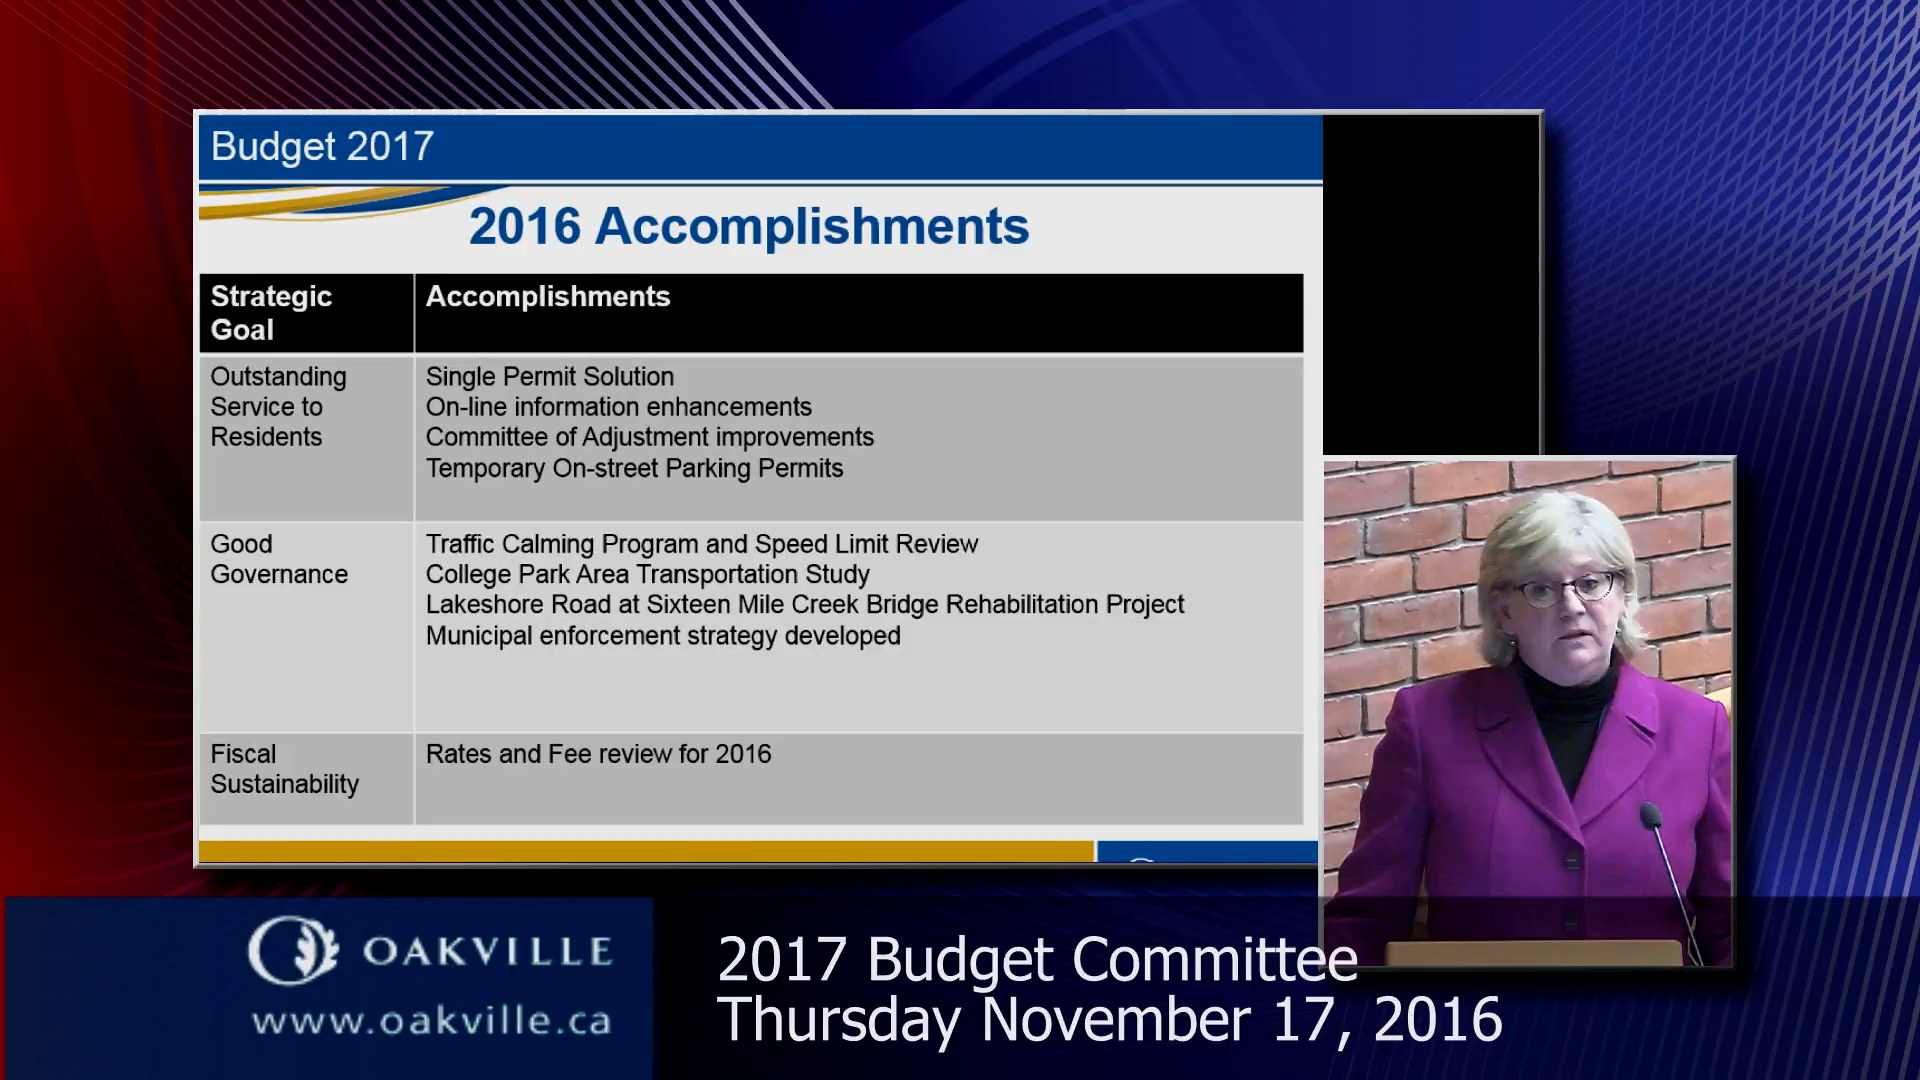 Budget 2017
2016 Accomplishments
Strategic
Goal
Accomplishments
Outstanding
Service to
Residents
Single Permit Solution
On-line information enhancements
Committee of Adjustment improvements
Temporary On-street Parking Permits
Good
Governance
Traffic Calming Program and Speed Limit Review
College Park Area Transportation Study
Lakeshore Road at Sixteen Mile Creek Bridge Rehabilitation Project
Municipal enforcement strategy developed
Fiscal
Sustainability
Rates and Fee review for 2016
OAKVILLE
www.oakville.ca
2017 Budget Committee
Thursday November 17, 2016